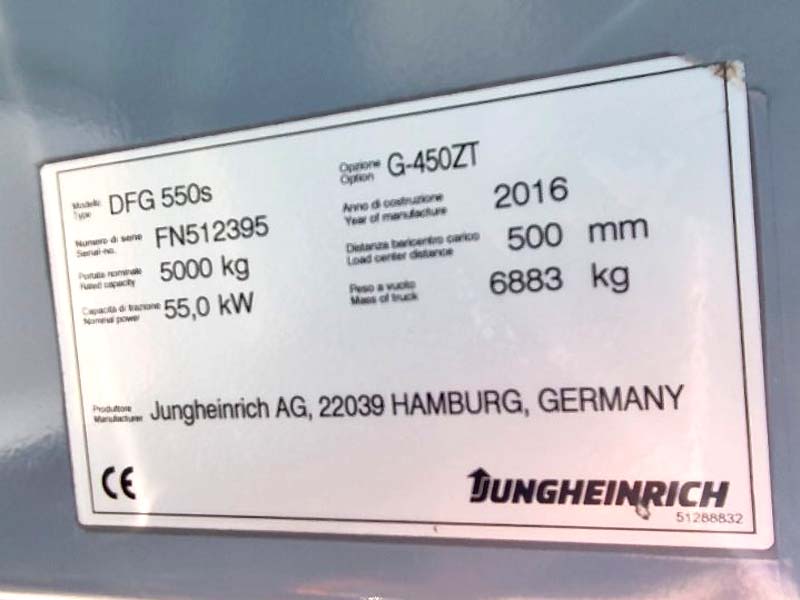 Modello
Type DFG 550s
Opzione
Option G-450ZT
Numero di serie
Serial-no. FN512395
Anno di costruzione
Year of manufacture 2016
Portata nominale
Rated capacity 5000 kg
Distanza baricentro carico
Load center distance 500 mm
Capacità di trazione
Nominal power 55,0 kW
Peso a vuoto
Mass of truck 6883 kg
Produttore
Manufacturer Jungheinrich AG, 22039 HAMBURG, GERMANY
CE
JUNGHEINRICH
51288832